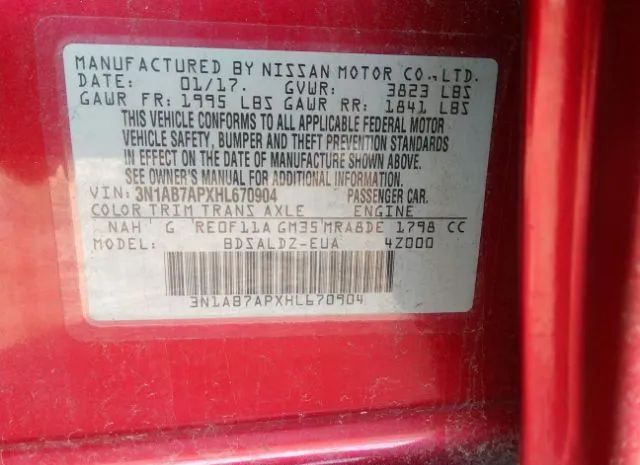 MANUFACTURED BY NISSAN MOTOR CO.,LTD.
DATE: 01/17. GVWR: 3823 LBS
GAWR FR: 1995 LBS GAWR RR: 1841 LBS
THIS VEHICLE CONFORMS TO ALL APPLICABLE FEDERAL MOTOR
VEHICLE SAFETY, BUMPER AND THEFT PREVENTION STANDARDS
IN EFFECT ON THE DATE OF MANUFACTURE SHOWN ABOVE.
SEE OWNER'S MANUAL FOR ADDITIONAL INFORMATION
VIN: 3N1AB7APXHL670904 PASSENGER CAR.
COLOR TRIM TRANS AXLE ENGINE
NAH G RE0F11A GM35 MRA8DE 1798 CC
MODEL: BDSALDZ-EUA 4Z000
3N1AB7APXHL670904